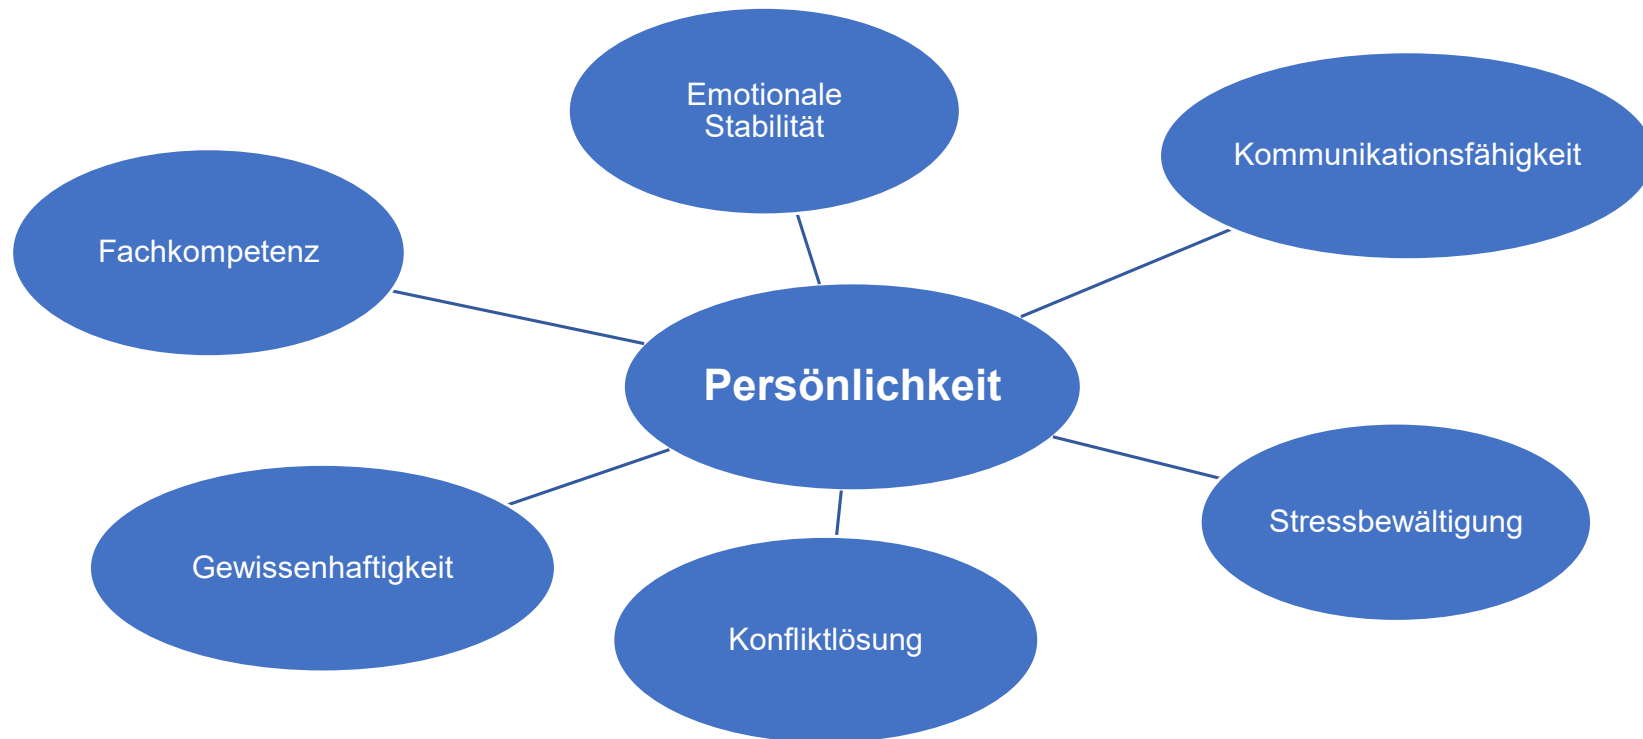 Emotionale
Stabilität
Kommunikationsfähigkeit
Fachkompetenz
Persönlichkeit
Stressbewältigung
Gewissenhaftigkeit
Konfliktlösung